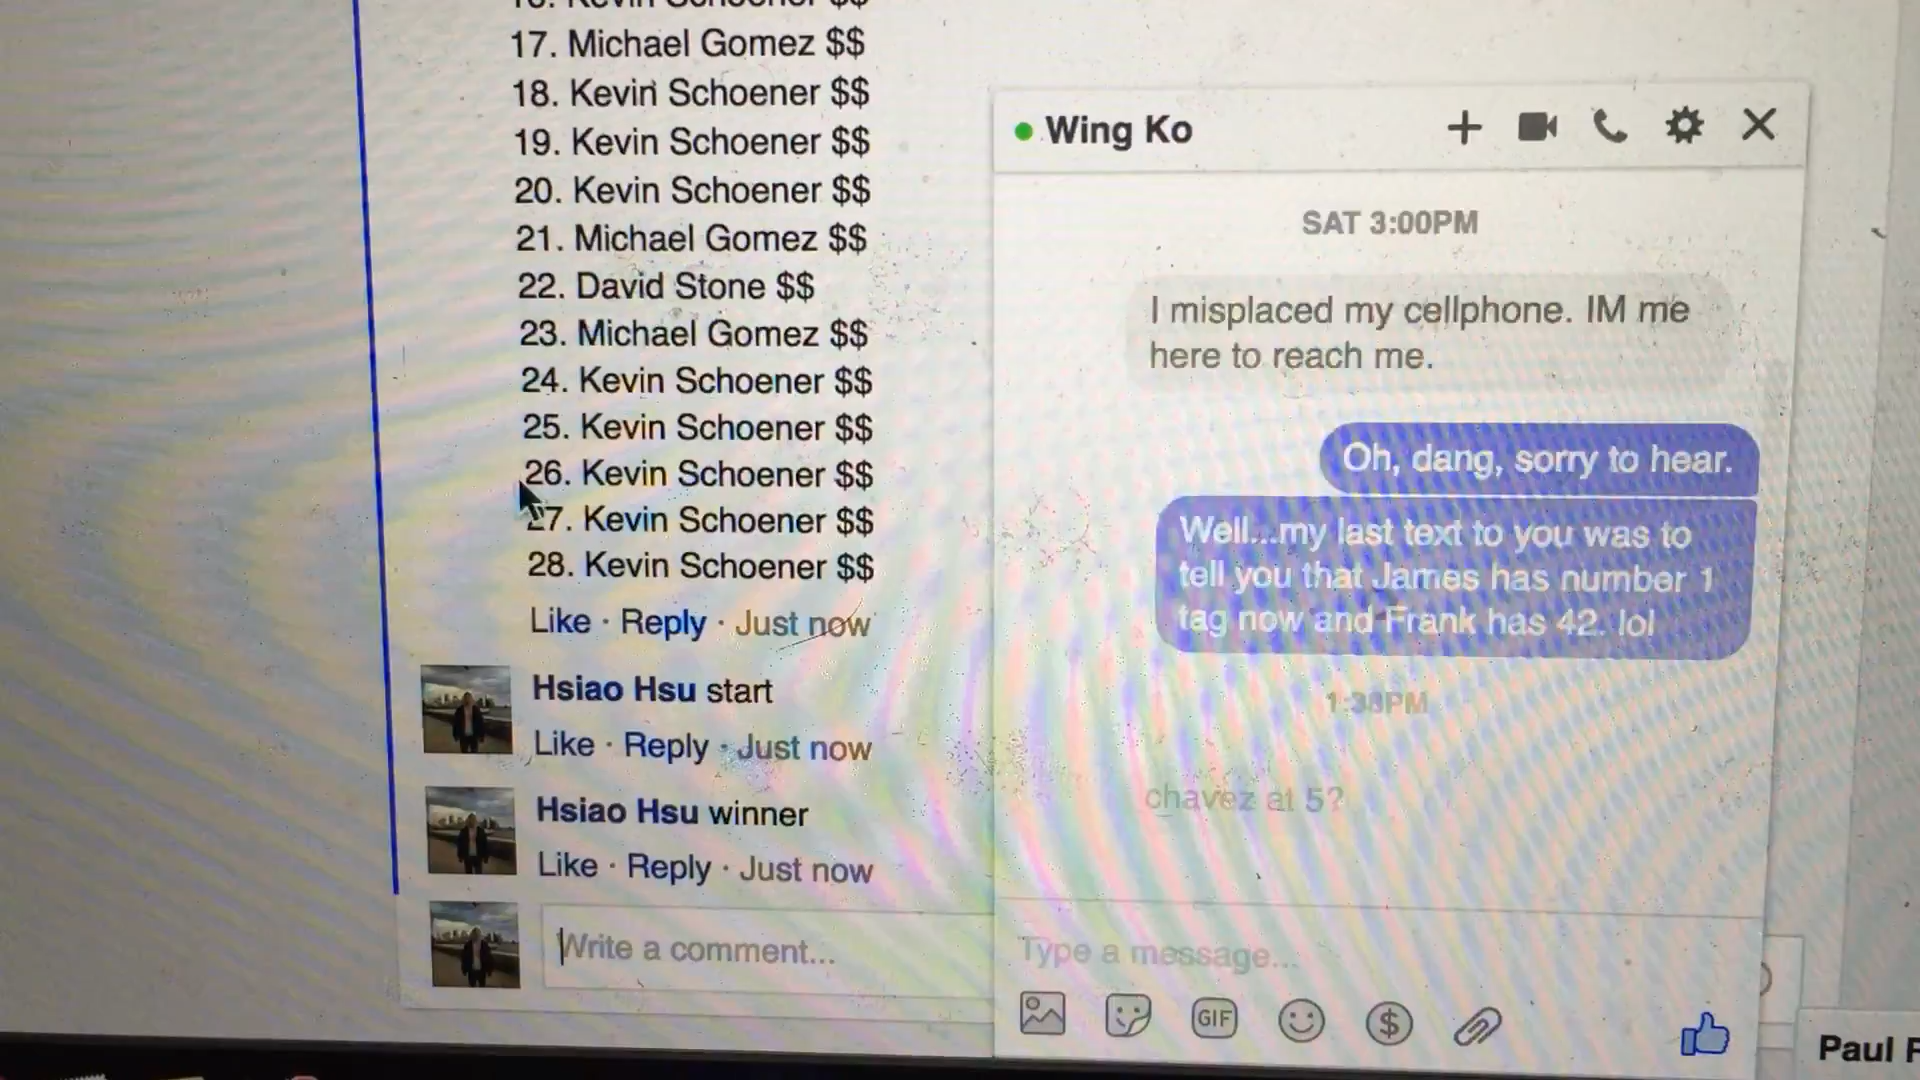 16. Kevin Schoener $$
17. Michael Gomez $$
18. Kevin Schoener $$
19. Kevin Schoener $$
20. Kevin Schoener $$
21. Michael Gomez $$
22. David Stone $$
23. Michael Gomez $$
24. Kevin Schoener $$
25. Kevin Schoener $$
26. Kevin Schoener $$
27. Kevin Schoener $$
28. Kevin Schoener $$
Like · Reply · Just now
Hsiao Hsu start
Like · Reply · Just now
Hsiao Hsu winner
Like · Reply · Just now
Write a comment...
Wing Ko
SAT 3:00PM
I misplaced my cellphone. IM me
here to reach me.
Oh, dang, sorry to hear.
Well...my last text to you was to
tell you that James has number 1
tag now and Frank has 42. lol
1:38PM
chavez at 5?
Type a message...
GIF
Paul